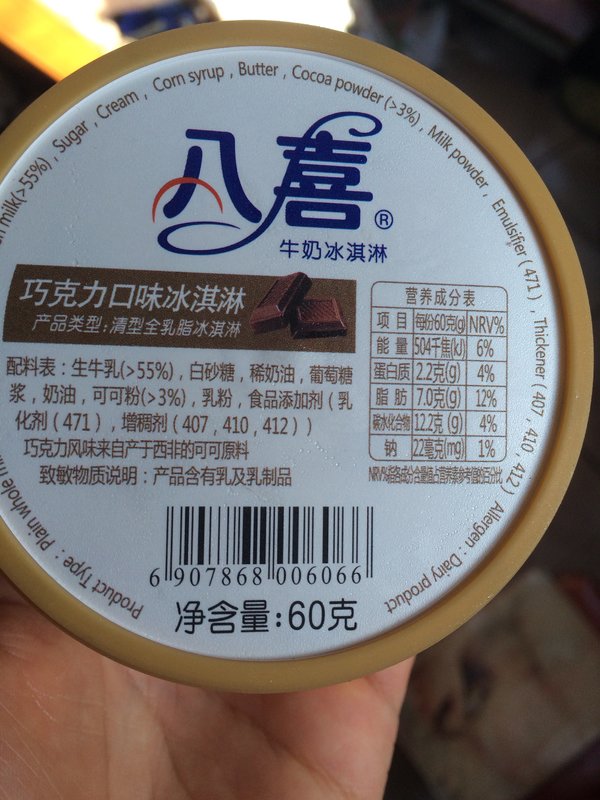 n milk(>55%) , Sugar , Cream , Corn syrup , Butter , Cocoa powder (>3%) , Milk powder , Emulsifier ( 471 ) , Thickener ( 407 , 410 , 412 ) Allergen : Dairy product
八喜®
牛奶冰淇淋
巧克力口味冰淇淋
产品类型:清型全乳脂冰淇淋
配料表：生牛乳(>55%)，白砂糖，稀奶油，葡萄糖
浆，奶油，可可粉(>3%)，乳粉，食品添加剂（乳
化剂（471），增稠剂（407，410，412））
巧克力风味来自产于西非的可可原料
致敏物质说明：产品含有乳及乳制品
营养成分表
项目 每份60克(g) NRV%
能量 504千焦(kJ) 6%
蛋白质 2.2克(g) 4%
脂肪 7.0克(g) 12%
碳水化合物 12.2克(g) 4%
钠 22毫克(mg) 1%
Product Type : Plain whole m
6 907868 006066
净含量:60克